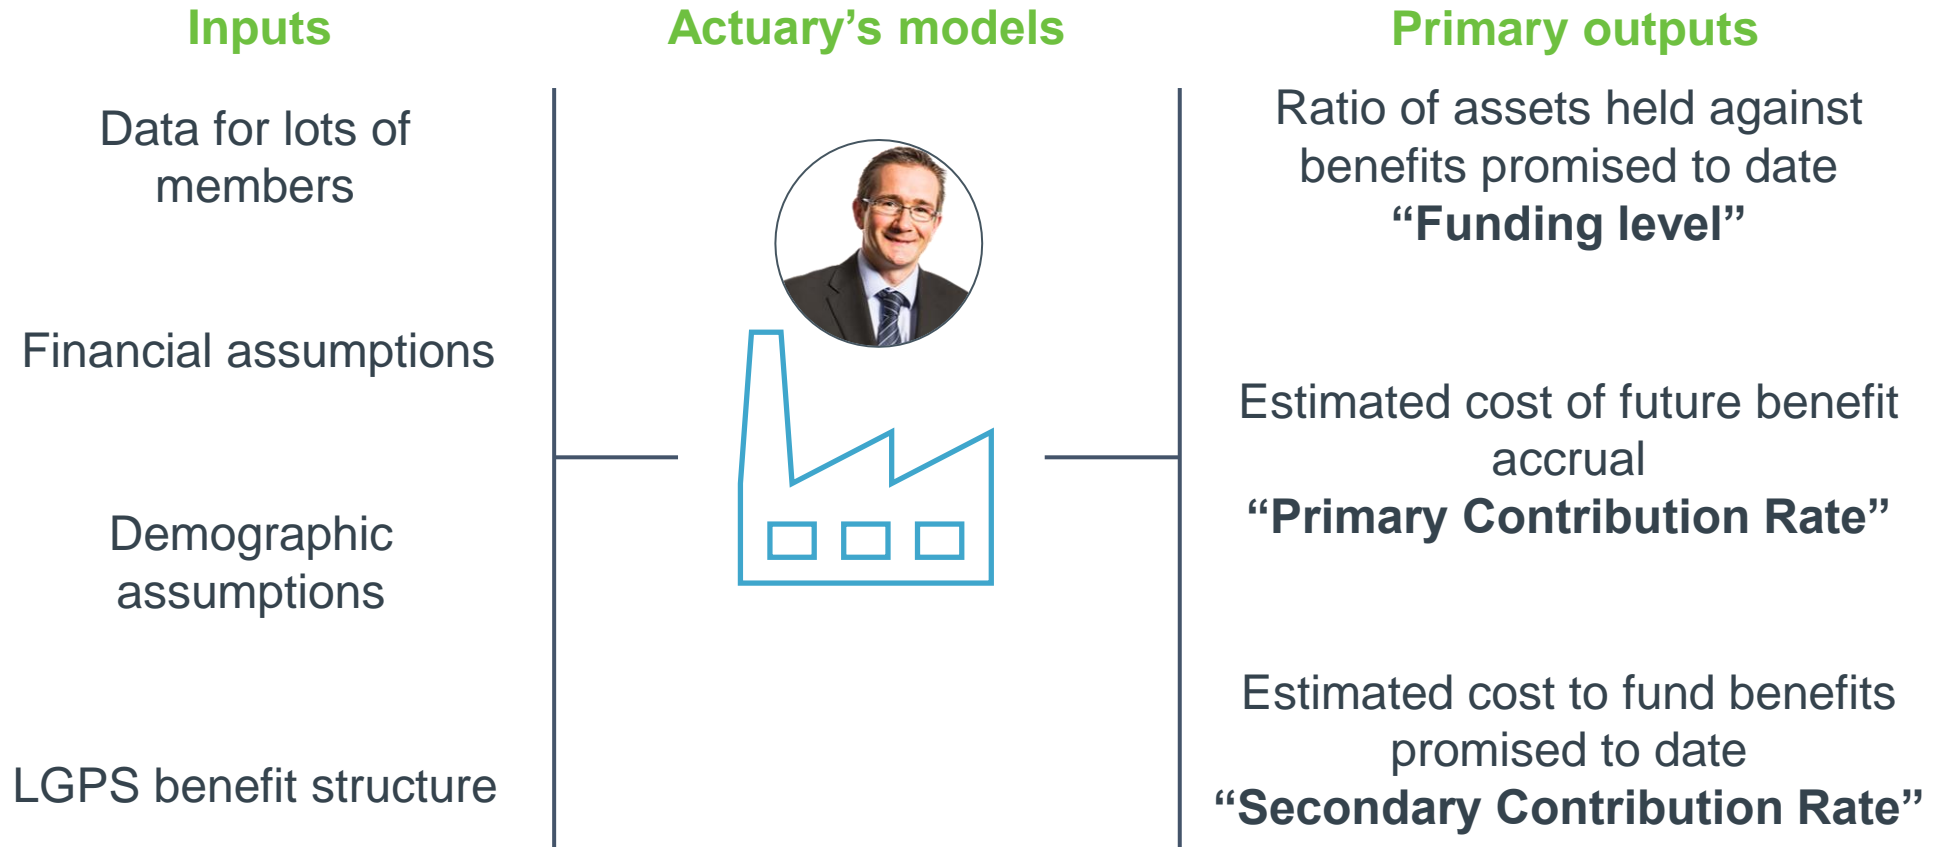 Inputs
Data for lots of
members
Financial assumptions
Demographic
assumptions
LGPS benefit structure
Actuary’s models
Primary outputs
Ratio of assets held against
benefits promised to date
“Funding level”
Estimated cost of future benefit
accrual
“Primary Contribution Rate”
Estimated cost to fund benefits
promised to date
“Secondary Contribution Rate”